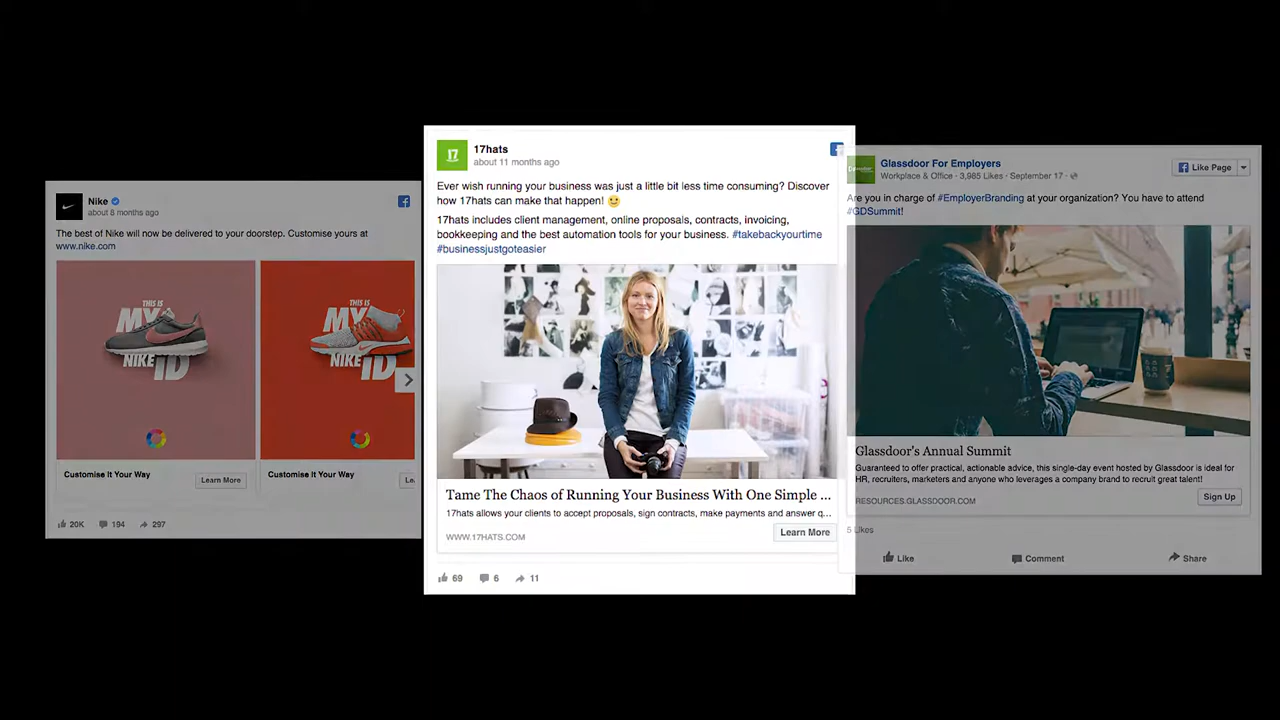 Nike
about 8 months ago
The best of Nike will now be delivered to your doorstep. Customise yours at
www.nike.com
THIS IS
MY
NIKE
ID
THIS IS
MY
NIKE
ID
Customise It Your Way
Learn More
Customise It Your Way
Le
20K 194 297
17
17hats
about 11 months ago
Ever wish running your business was just a little bit less time consuming? Discover
how 17hats can make that happen!
17hats includes client management, online proposals, contracts, invoicing,
bookkeeping and the best automation tools for your business. #takebackyourtime
#businessjustgoteasier
Tame The Chaos of Running Your Business With One Simple ...
17hats allows your clients to accept proposals, sign contracts, make payments and answer q...
WWW.17HATS.COM
Learn More
69 6 11
Glassdoor For Employers
Workplace & Office · 3,985 Likes · September 17 ·
Like Page
Are you in charge of #EmployerBranding at your organization? You have to attend
#GDSummit!
Glassdoor's Annual Summit
Guaranteed to offer practical, actionable advice, this single-day event hosted by Glassdoor is ideal for
HR, recruiters, marketers and anyone who leverages a company brand to recruit great talent!
RESOURCES.GLASSDOOR.COM
Sign Up
5 Likes
Like Comment Share